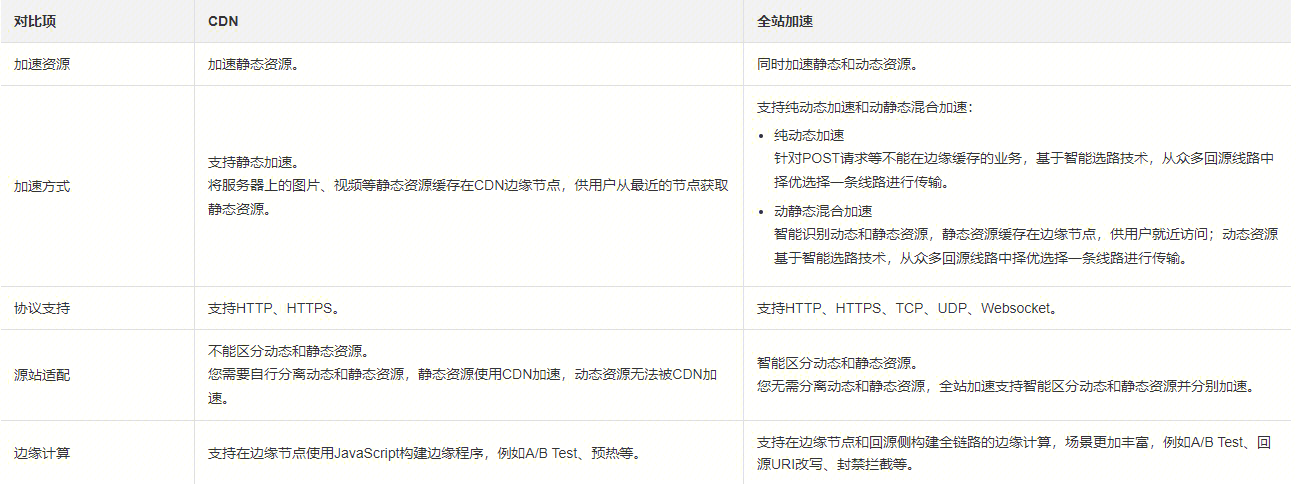 对比项
CDN
全站加速
加速资源
加速静态资源。
同时加速静态和动态资源。
加速方式
支持静态加速。
将服务器上的图片、视频等静态资源缓存在CDN边缘节点，供用户从最近的节点获取
静态资源。
支持纯动态加速和动静态混合加速：
• 纯动态加速
针对POST请求等不能在边缘缓存的业务，基于智能选路技术，从众多回源线路中
择优选择一条线路进行传输。
• 动静态混合加速
智能识别动态和静态资源，静态资源缓存在边缘节点，供用户就近访问；动态资源
基于智能选路技术，从众多回源线路中择优选择一条线路进行传输。
协议支持
支持HTTP、HTTPS。
支持HTTP、HTTPS、TCP、UDP、Websocket。
源站适配
不能区分动态和静态资源。
您需要自行分离动态和静态资源，静态资源使用CDN加速，动态资源无法被CDN加
速。
智能区分动态和静态资源。
您无需分离动态和静态资源，全站加速支持智能区分动态和静态资源并分别加速。
边缘计算
支持在边缘节点使用JavaScript构建边缘程序，例如A/B Test、预热等。
支持在边缘节点和回源侧构建全链路的边缘计算，场景更加丰富，例如A/B Test、回
源URI改写、封禁拦截等。